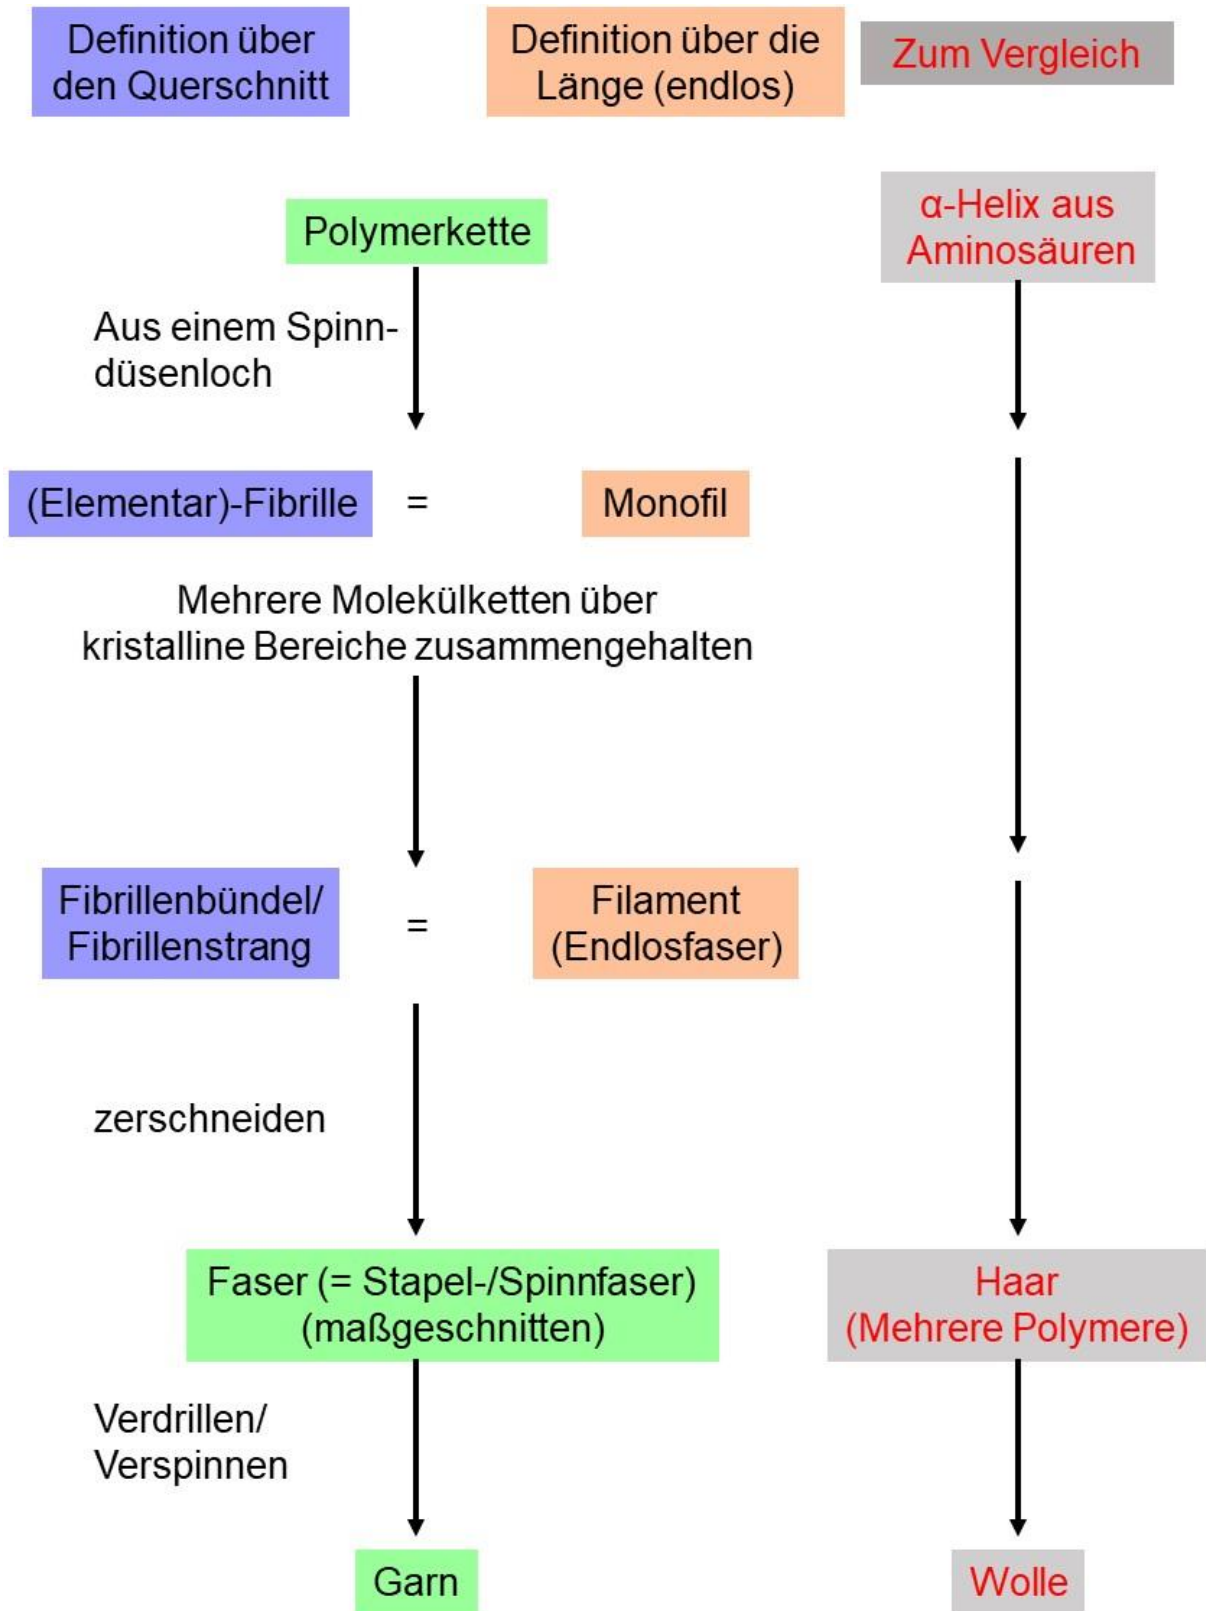 Definition über
den Querschnitt
Definition über die
Länge (endlos)
Zum Vergleich
Polymerkette
α-Helix aus
Aminosäuren
Aus einem Spinn-
düsenloch
(Elementar)-Fibrille
=
Monofil
Mehrere Molekülketten über
kristalline Bereiche zusammengehalten
Fibrillenbündel/
Fibrillenstrang
=
Filament
(Endlosfaser)
zerschneiden
Faser (= Stapel-/Spinnfaser)
(maßgeschnitten)
Haar
(Mehrere Polymere)
Verdrillen/
Verspinnen
Garn
Wolle